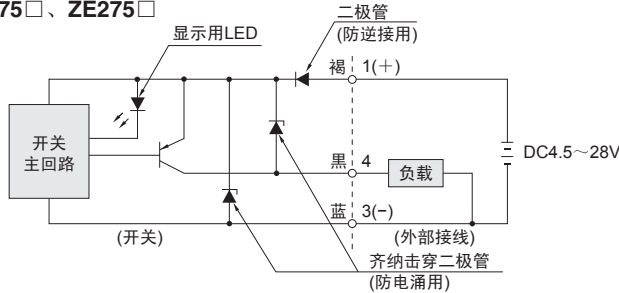 75□、ZE275□
显示用LED
二极管
(防逆接用)
褐 1(＋)
开关
主回路
DC4.5～28V
黒 4
负载
蓝 3(−)
(开关)
(外部接线)
齐纳击穿二极管
(防电涌用)